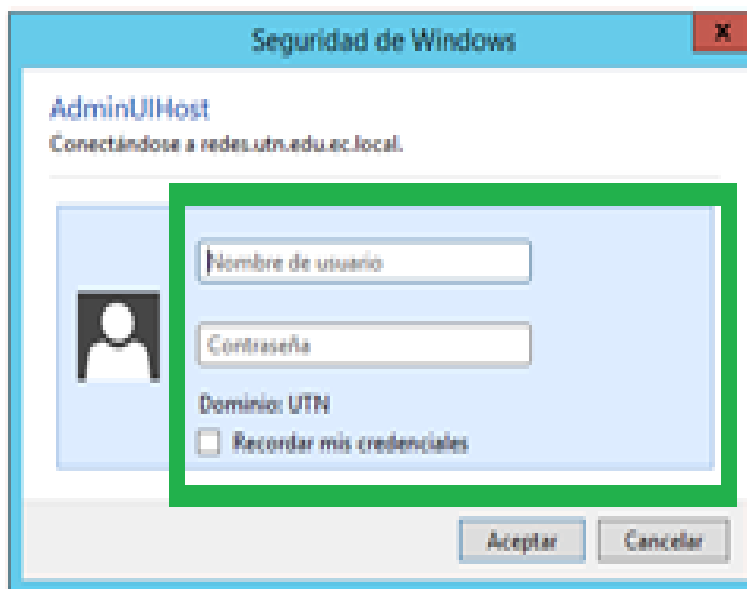 Seguridad de Windows
x
AdminUIHost
Conectándose a redes.utn.edu.ec.local.
Nombre de usuario
Contraseña
Dominio: UTN
Recordar mis credenciales
Aceptar
Cancelar